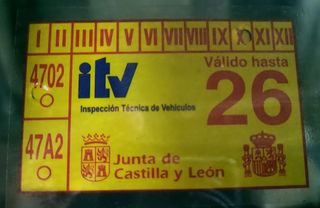 I II III IV V VI VII VIII IX X XI XII
4702
itv
Inspección Técnica de Vehículos
Válido hasta
26
47A2
Junta de
Castilla y León